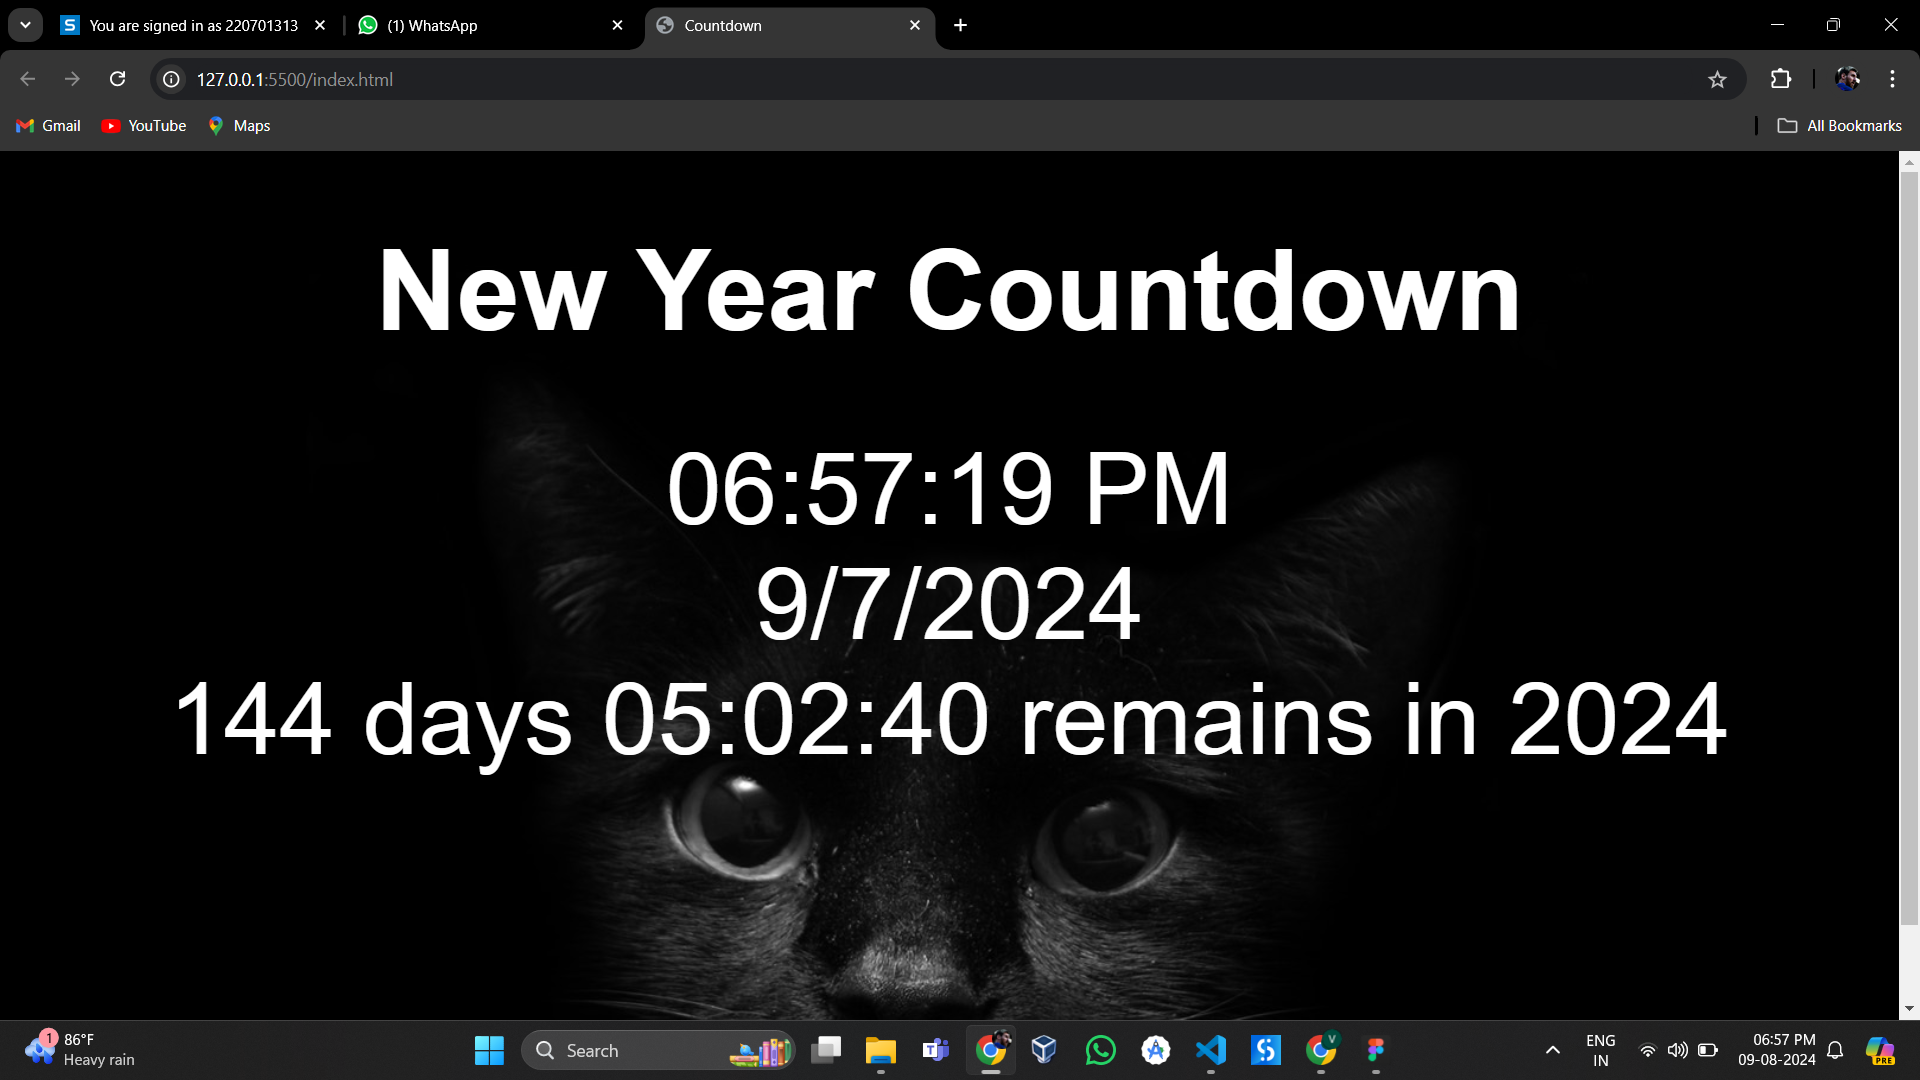 You are signed in as 220701313
(1) WhatsApp
Countdown
127.0.0.1:5500/index.html
Gmail
YouTube
Maps
All Bookmarks
New Year Countdown
06:57:19 PM
9/7/2024
144 days 05:02:40 remains in 2024
1
86°F
Heavy rain
Search
V
ENG
IN
06:57 PM
09-08-2024
PRE